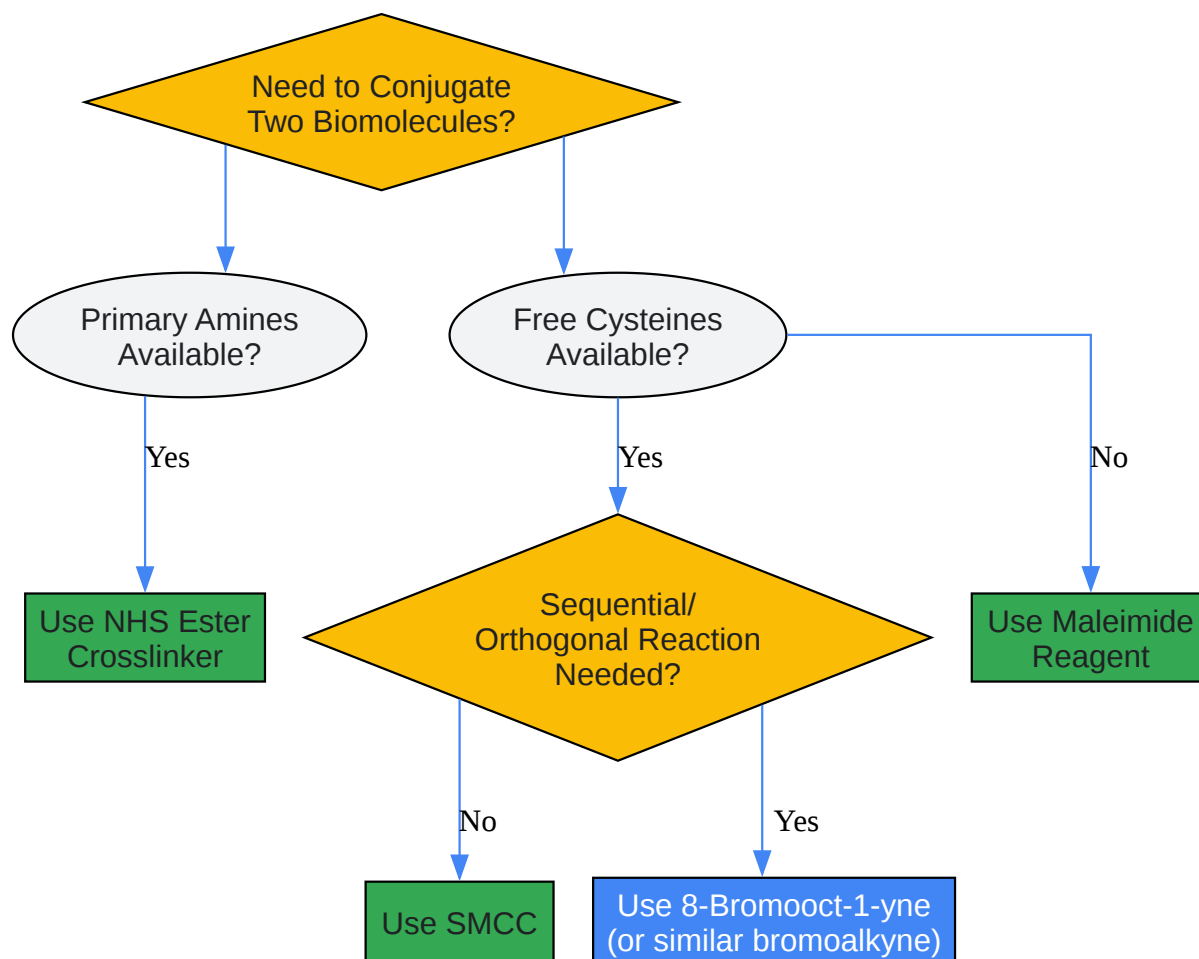 Need to Conjugate
Two Biomolecules?
Primary Amines
Available?
Free Cysteines
Available?
Yes
Yes
No
Use NHS Ester
Crosslinker
Sequential/
Orthogonal Reaction
Needed?
Use Maleimide
Reagent
No
Yes
Use SMCC
Use 8-Bromooct-1-yne
(or similar bromoalkyne)